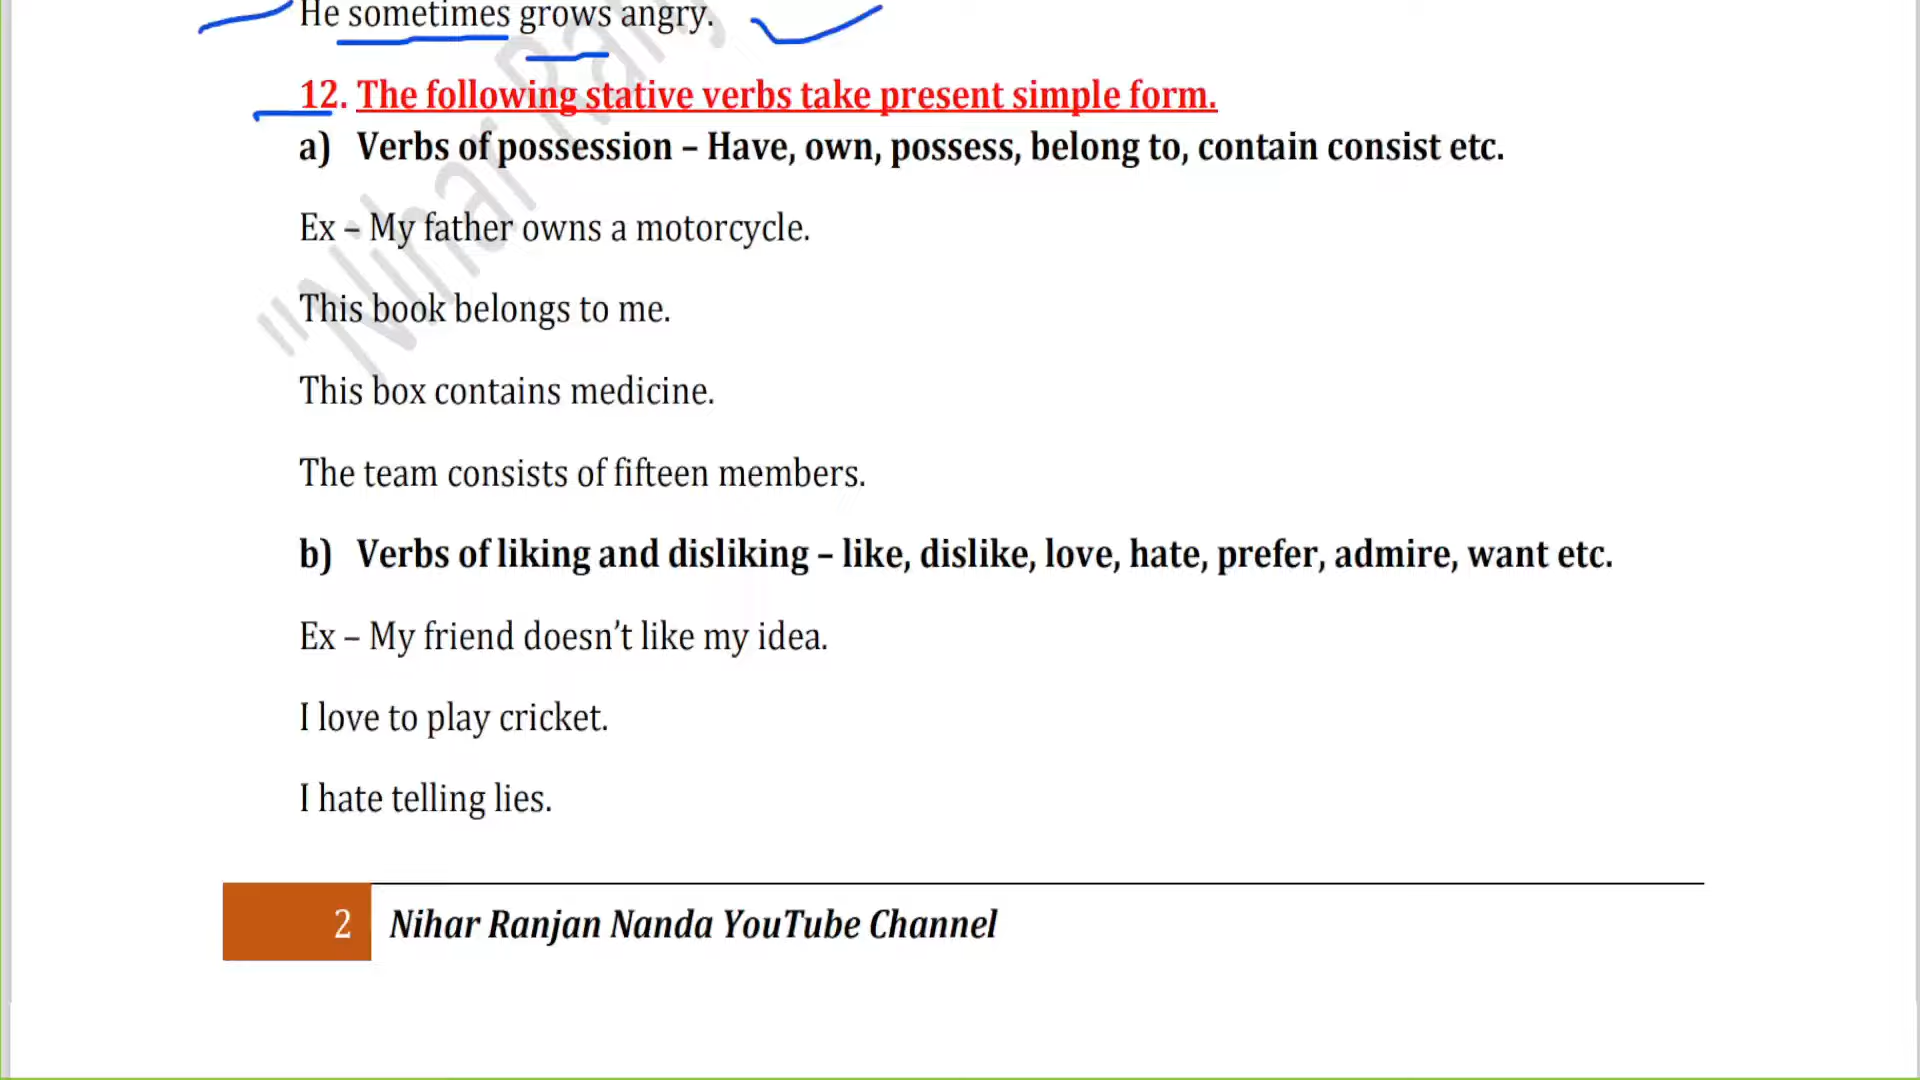 He sometimes grows angry.
12. The following stative verbs take present simple form.
a) Verbs of possession – Have, own, possess, belong to, contain consist etc.
Ex – My father owns a motorcycle.
This book belongs to me.
This box contains medicine.
The team consists of fifteen members.
b) Verbs of liking and disliking – like, dislike, love, hate, prefer, admire, want etc.
Ex – My friend doesn’t like my idea.
I love to play cricket.
I hate telling lies.
2 Nihar Ranjan Nanda YouTube Channel
"Nihar